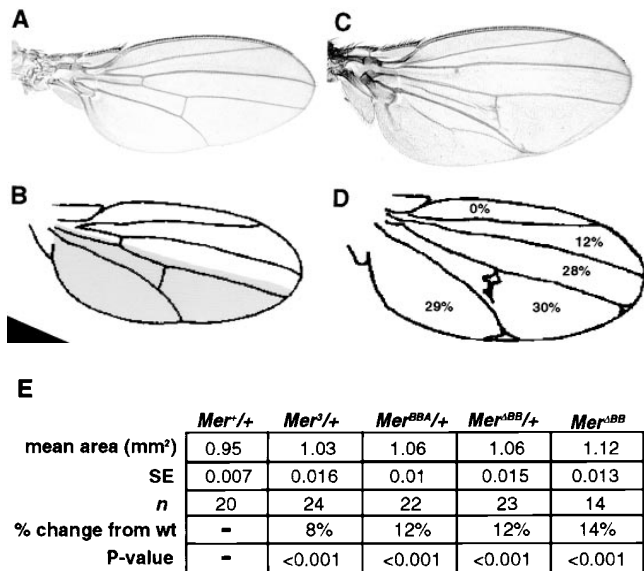 A
C
B
D
0%
12%
28%
29%
30%
E
Mer⁺/+ Mer³/+ Merᴮᴮᴬ/+ MerᐞBB/+ MerᐞBB
mean area (mm²) 0.95 1.03 1.06 1.06 1.12
SE 0.007 0.016 0.01 0.015 0.013
n 20 24 22 23 14
% change from wt - 8% 12% 12% 14%
P-value - <0.001 <0.001 <0.001 <0.001